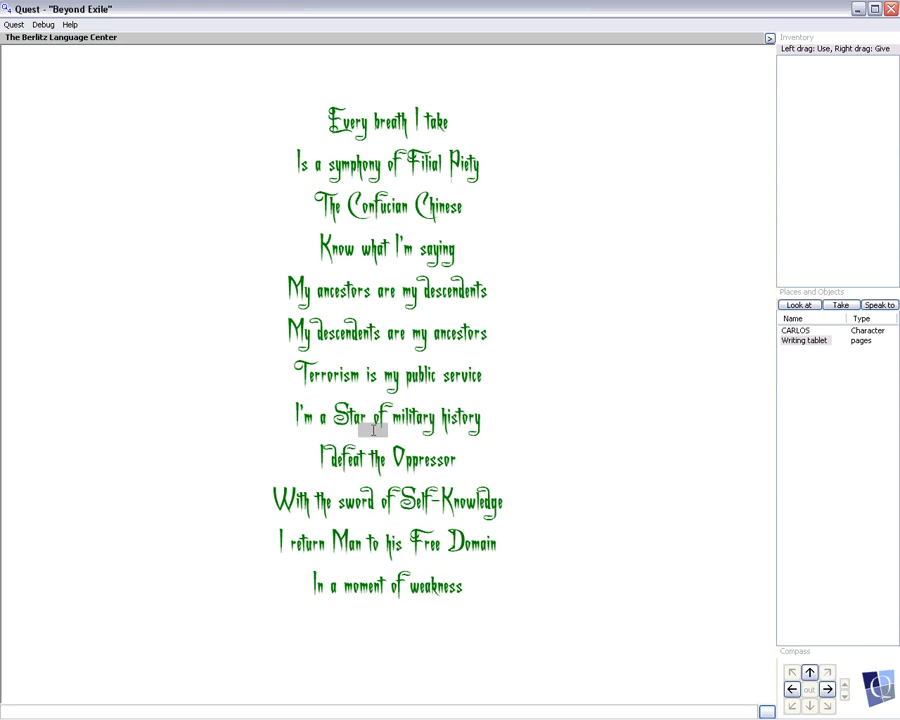 Quest - "Beyond Exile"
Quest Debug Help
The Berlitz Language Center
>
Inventory
Left drag: Use, Right drag: Give
Every breath I take
Is a symphony of Filial Piety
The Confucian Chinese
Know what I'm saying
My ancestors are my descendents
My descendents are my ancestors
Terrorism is my public service
I'm a Star of military history
I defeat the Oppressor
With the sword of Self-Knowledge
I return Man to his Free Domain
In a moment of weakness
Places and Objects
Look at Take Speak to
Name Type
CARLOS Character
Writing tablet pages
Compass
out